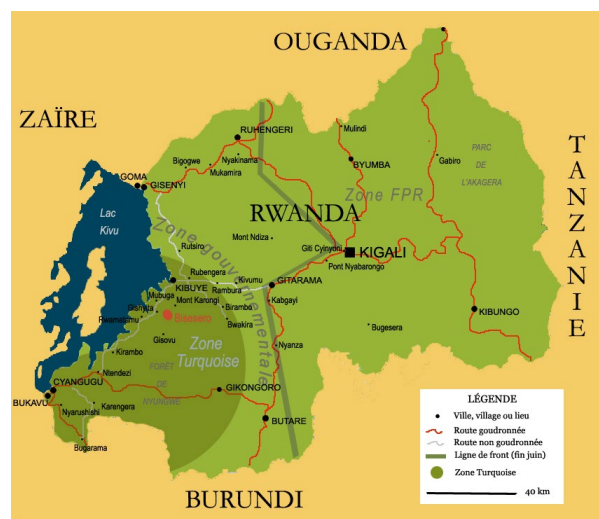 OUGANDA
ZAÏRE
TANZANIE
RUHENGERI
Mulindi
Nyakinama
Bigogwe
Mukamira
BYUMBA
Gabiro
PARC
DE
L'AKAGERA
GOMA
GISENYI
Zone FPR
Lac
Kivu
RWANDA
Zone gouvernementale
Mont Ndiza
Giti Cyinyoni
KIGALI
Rutsiro
Pont Nyabarongo
Rubengera
KIBUYE
Kivumu
Rambura
GITARAMA
Mubuga
Mont Karongi
Kabgayi
Gishyita
Birambo
KIBUNGO
Rwamatamu
Bisesero
Bwakira
Bugesera
Gisovu
Zone
Turquoise
Nyanza
Kirambo
FORÊT
DE
NYUNGWE
Ntendezi
CYANGUGU
BUKAVU
GIKONGORO
Nyarushishi
Karengera
BUTARE
Bugarama
BURUNDI
LÉGENDE
Ville, village ou lieu
Route goudronnée
Route non goudronnée
Ligne de front (fin juin)
Zone Turquoise
40 km